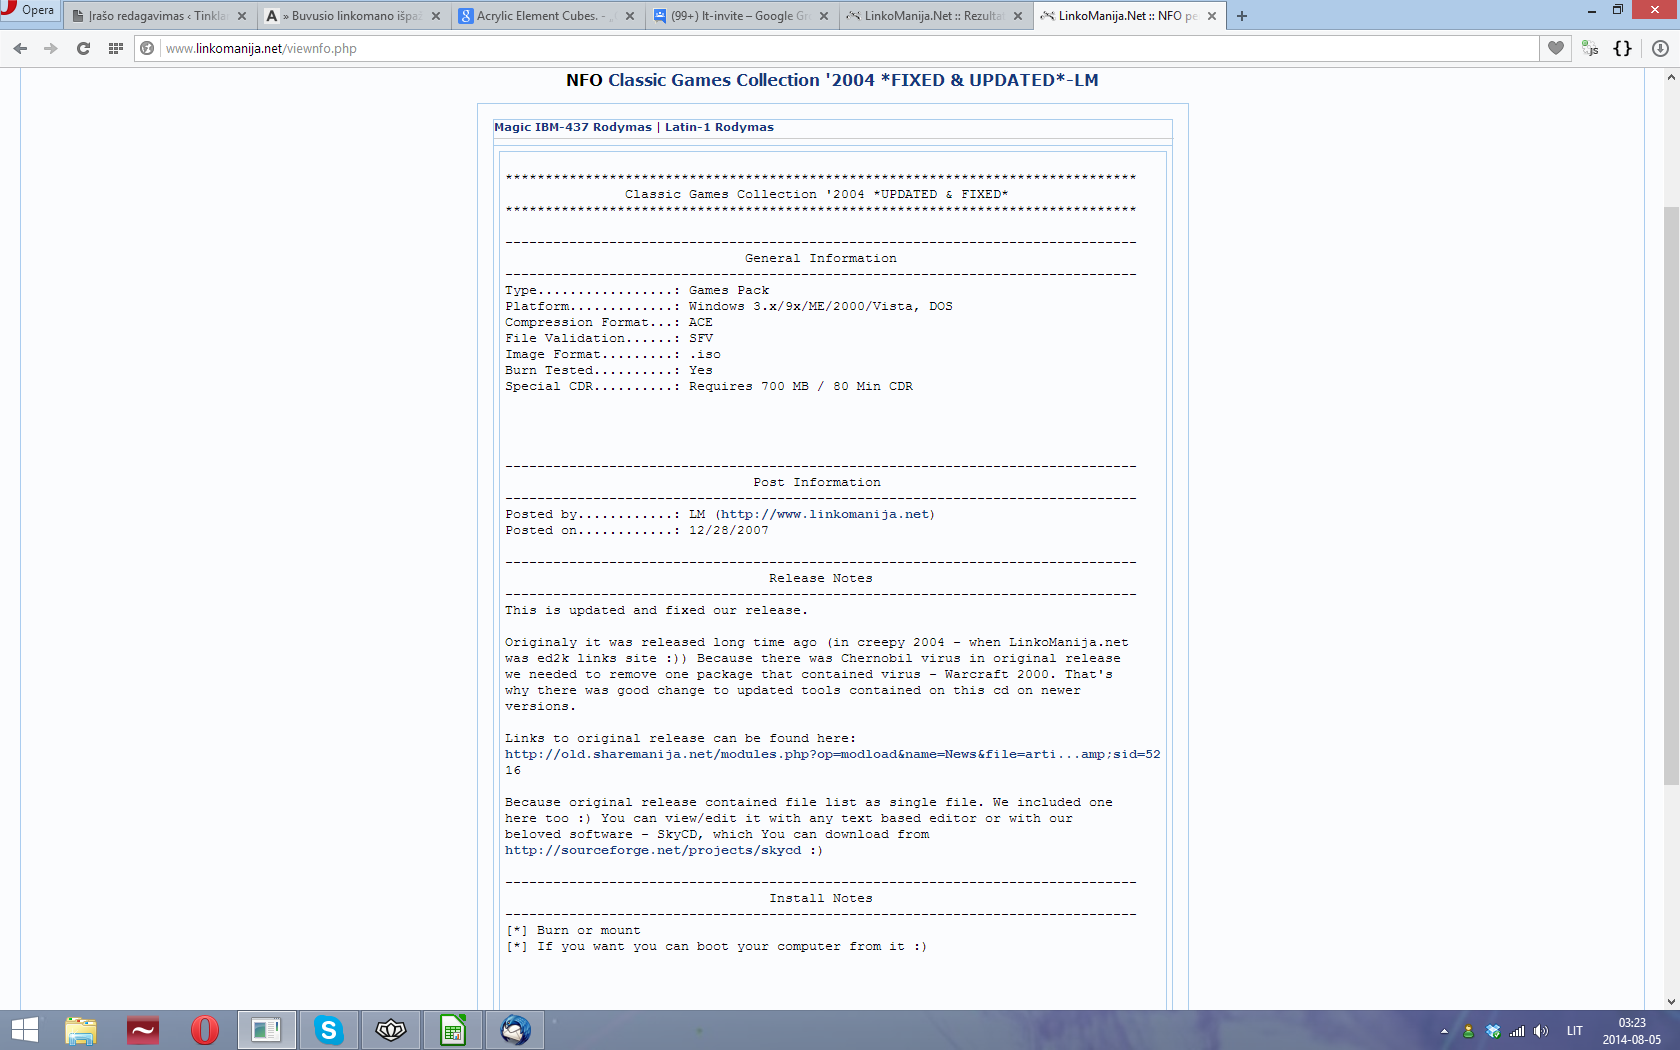 Opera
Įrašo redagavimas ‹ Tinkla
A » Buvusio linkomano išpaž
Acrylic Element Cubes. -
(99+) lt-invite – Google Gr
LinkoManija.Net :: Rezulta
LinkoManija.Net :: NFO pe
www.linkomanija.net/viewnfo.php
js {}
NFO Classic Games Collection '2004 *FIXED & UPDATED*-LM
Magic IBM-437 Rodymas | Latin-1 Rodymas
*******************************************************************************
Classic Games Collection '2004 *UPDATED & FIXED*
*******************************************************************************
-------------------------------------------------------------------------------
General Information
-------------------------------------------------------------------------------
Type.................: Games Pack
Platform.............: Windows 3.x/9x/ME/2000/Vista, DOS
Compression Format...: ACE
File Validation......: SFV
Image Format.........: .iso
Burn Tested..........: Yes
Special CDR..........: Requires 700 MB / 80 Min CDR
-------------------------------------------------------------------------------
Post Information
-------------------------------------------------------------------------------
Posted by............: LM (http://www.linkomanija.net)
Posted on............: 12/28/2007
-------------------------------------------------------------------------------
Release Notes
-------------------------------------------------------------------------------
This is updated and fixed our release.
Originaly it was released long time ago (in creepy 2004 - when LinkoManija.net
was ed2k links site :)) Because there was Chernobil virus in original release
we needed to remove one package that contained virus - Warcraft 2000. That's
why there was good change to updated tools contained on this cd on newer
versions.
Links to original release can be found here:
http://old.sharemanija.net/modules.php?op=modload&name=News&file=arti...amp;sid=52
16
Because original release contained file list as single file. We included one
here too :) You can view/edit it with any text based editor or with our
beloved software - SkyCD, which You can download from
http://sourceforge.net/projects/skycd :)
-------------------------------------------------------------------------------
Install Notes
-------------------------------------------------------------------------------
[*] Burn or mount
[*] If you want you can boot your computer from it :)
LIT
03:23
2014-08-05